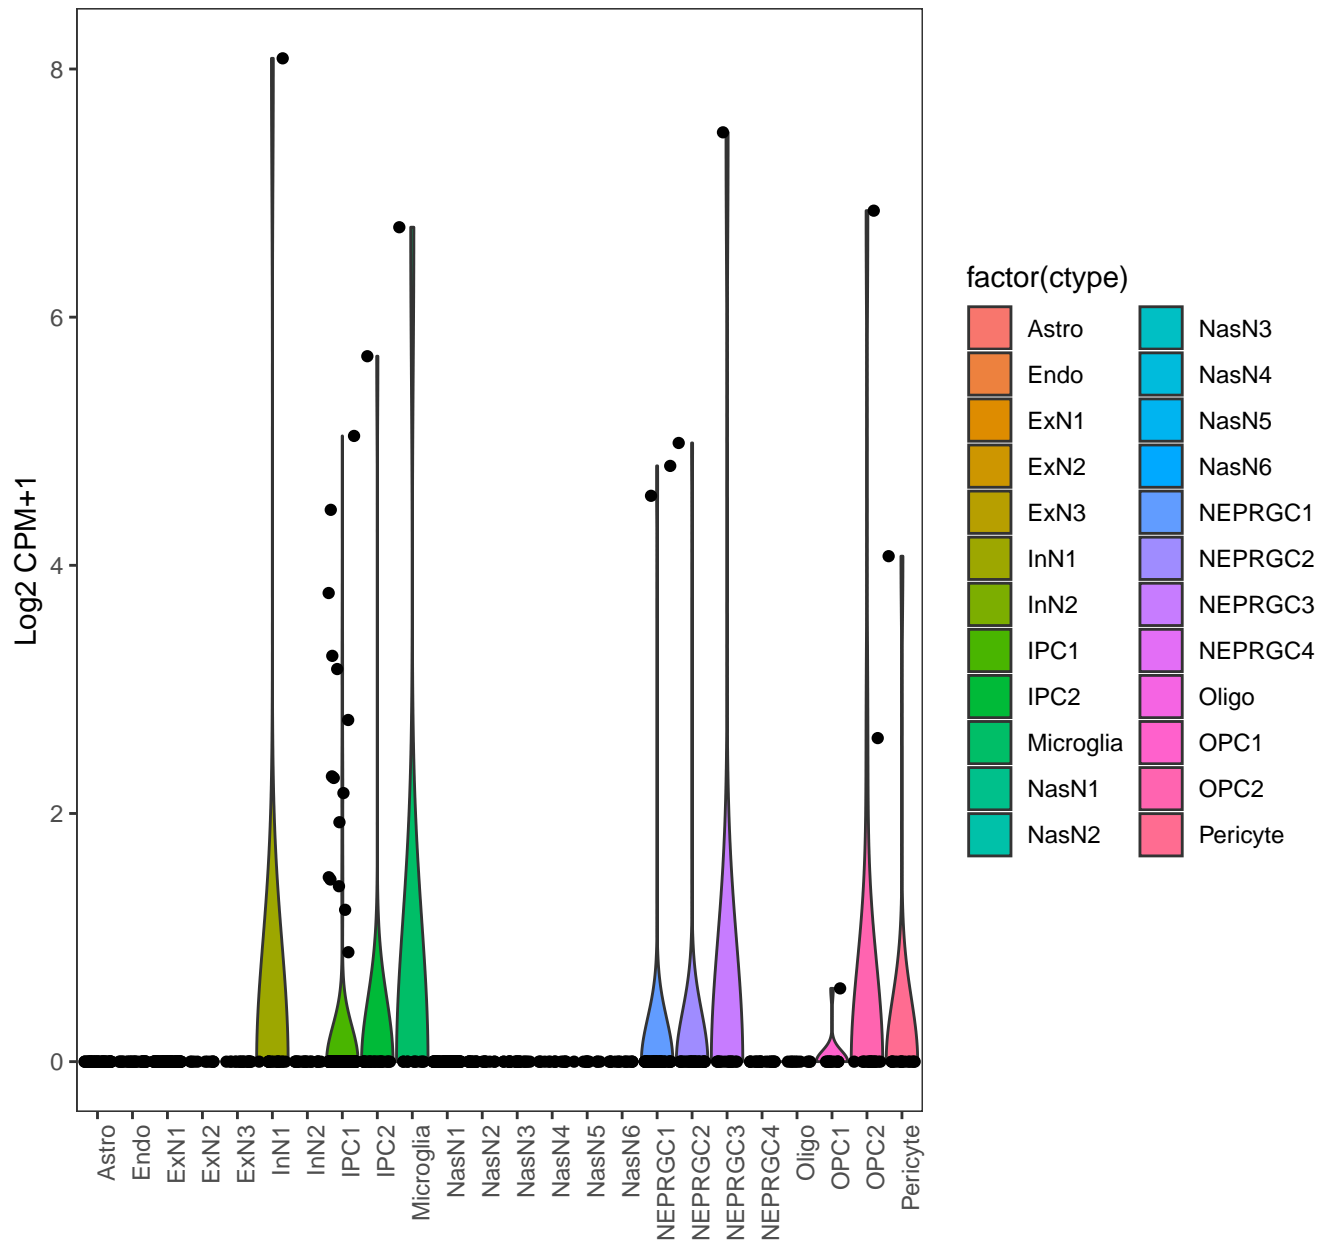 Log2 CPM+1
8
6
4
2
0
Astro
Endo
ExN1
ExN2
ExN3
InN1
InN2
IPC1
IPC2
Microglia
NasN1
NasN2
NasN3
NasN4
NasN5
NasN6
NEPRGC1
NEPRGC2
NEPRGC3
NEPRGC4
Oligo
OPC1
OPC2
Pericyte
factor(ctype)
Astro
Endo
ExN1
ExN2
ExN3
InN1
InN2
IPC1
IPC2
Microglia
NasN1
NasN2
NasN3
NasN4
NasN5
NasN6
NEPRGC1
NEPRGC2
NEPRGC3
NEPRGC4
Oligo
OPC1
OPC2
Pericyte